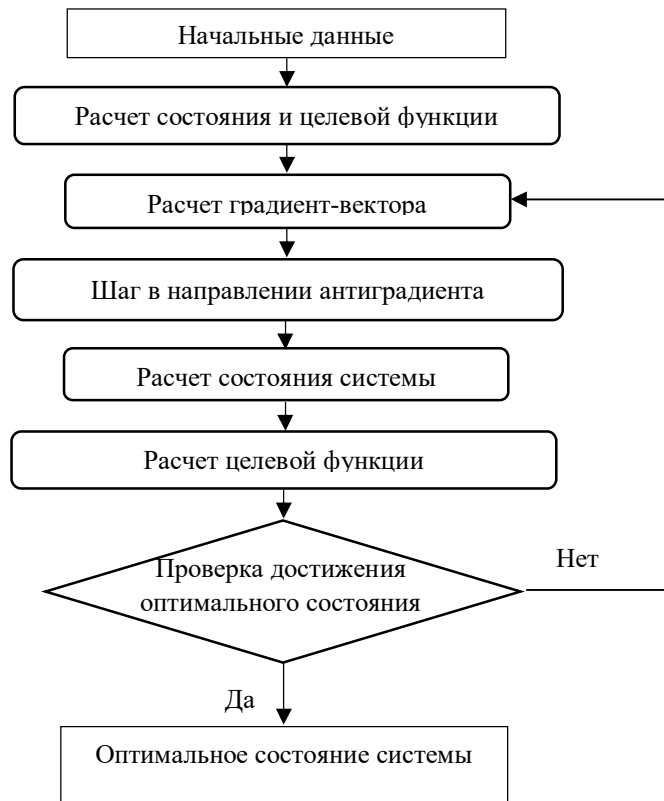 Начальные данные
Расчет состояния и целевой функции
Расчет градиент-вектора
Шаг в направлении антиградиента
Расчет состояния системы
Расчет целевой функции
Проверка достижения
оптимального состояния
Нет
Да
Оптимальное состояние системы